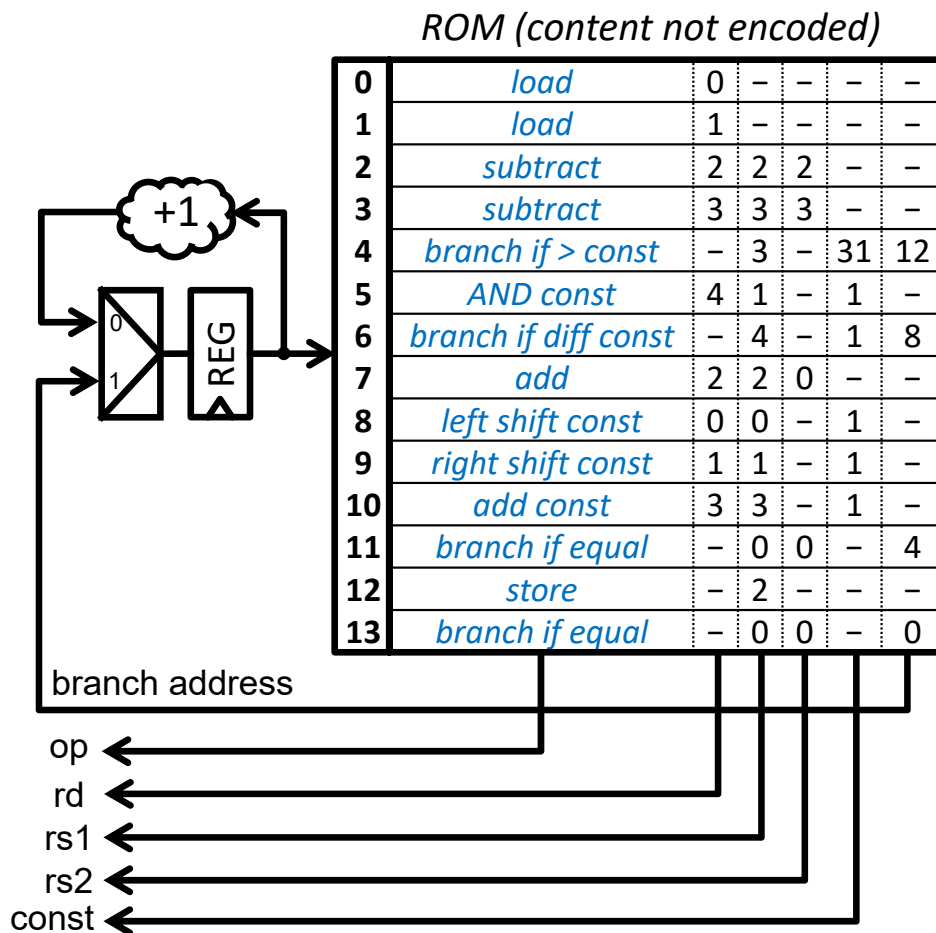 ROM (content not encoded)
0 load 0 – – – –
1 load 1 – – – –
2 subtract 2 2 2 – –
3 subtract 3 3 3 – –
+1
4 branch if > const – 3 – 31 12
5 AND const 4 1 – 1 –
0
6 branch if diff const – 4 – 1 8
REG
1
7 add 2 2 0 – –
8 left shift const 0 0 – 1 –
9 right shift const 1 1 – 1 –
10 add const 3 3 – 1 –
11 branch if equal – 0 0 – 4
12 store – 2 – – –
13 branch if equal – 0 0 – 0
branch address
op
rd
rs1
rs2
const